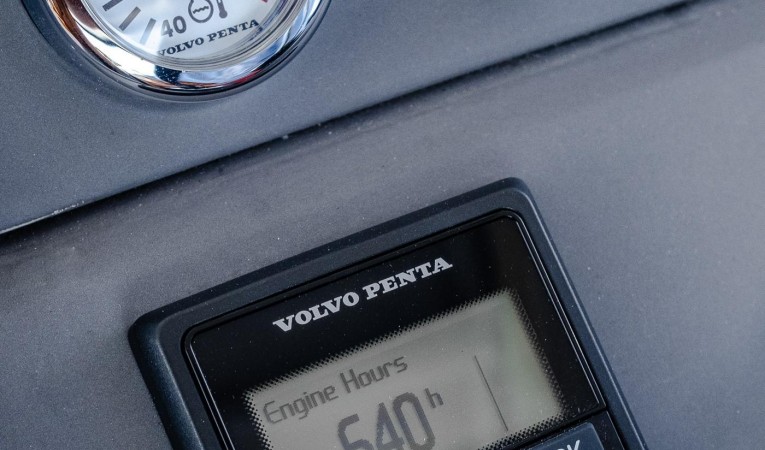 40
VOLVO PENTA
VOLVO PENTA
Engine Hours
640 h